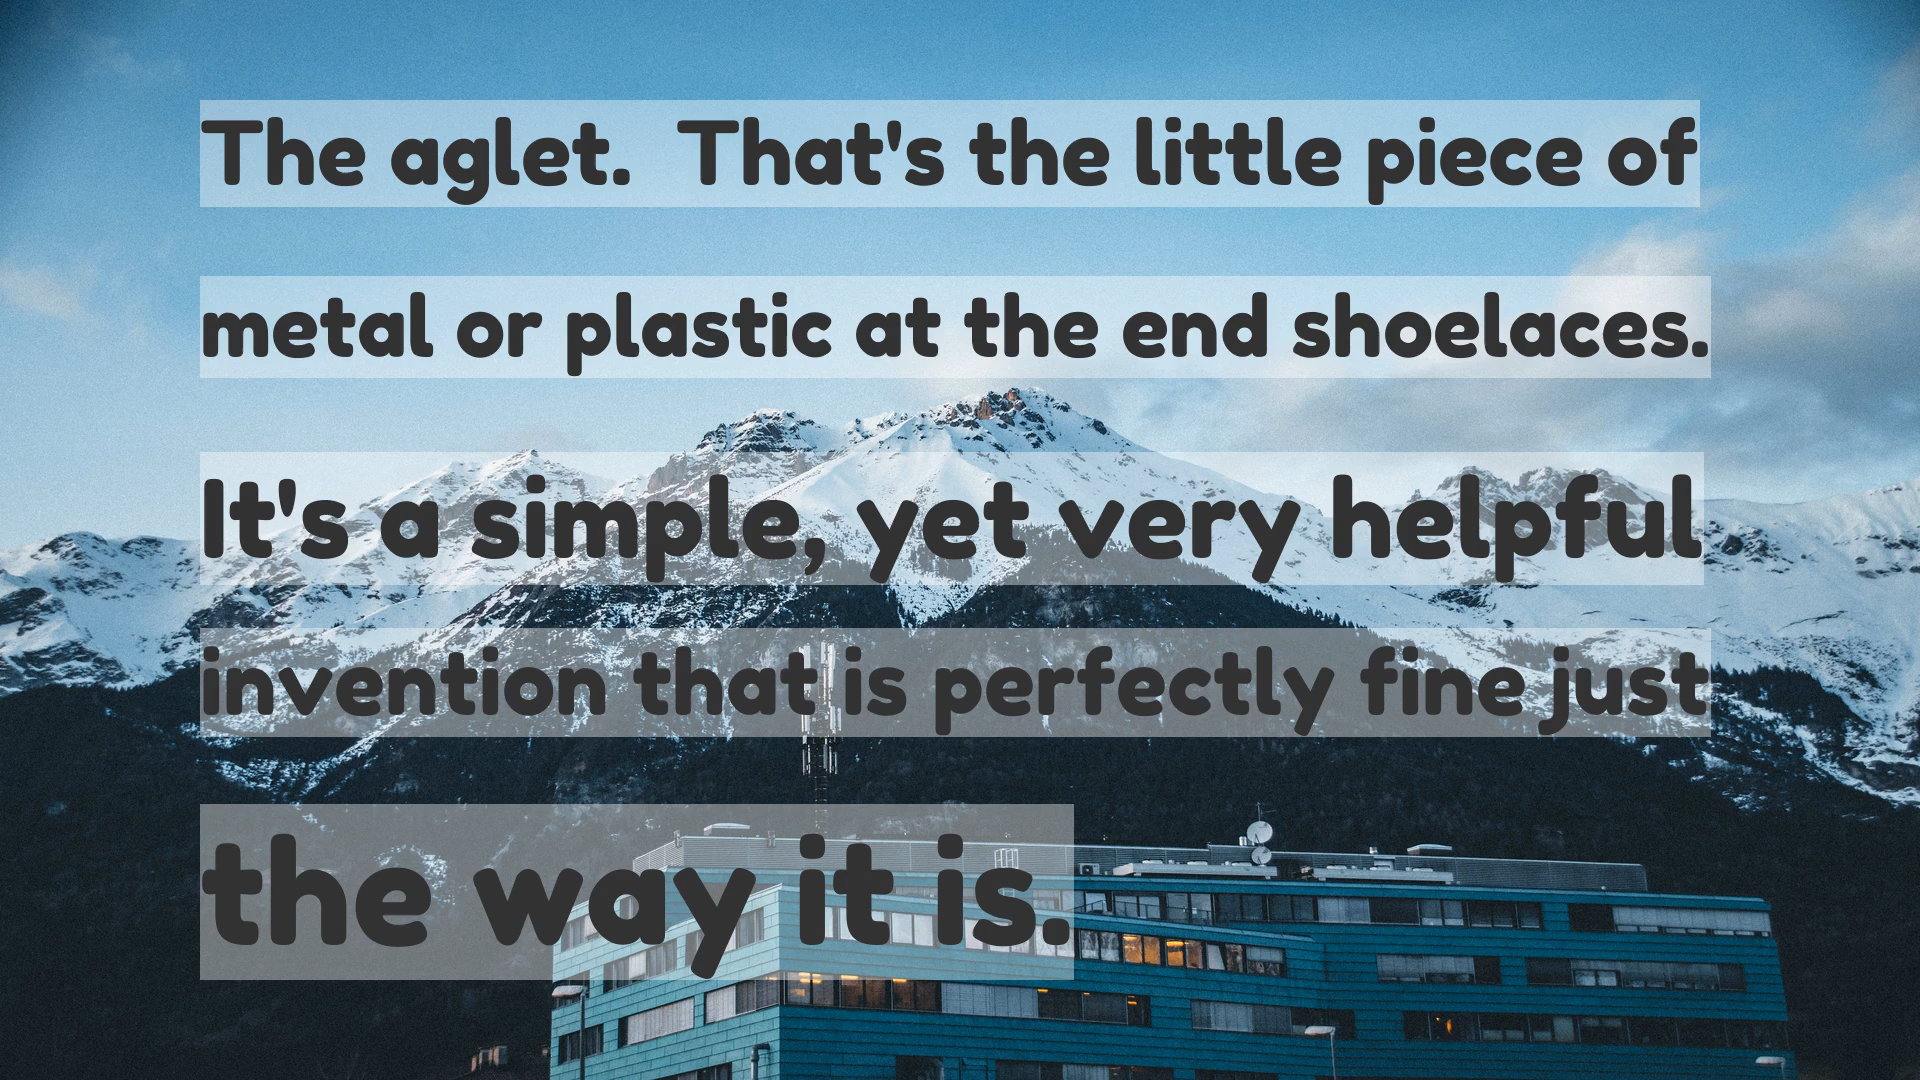 The aglet.  That's the little piece of
metal or plastic at the end shoelaces.
It's a simple, yet very helpful
invention that is perfectly fine just
the way it is.